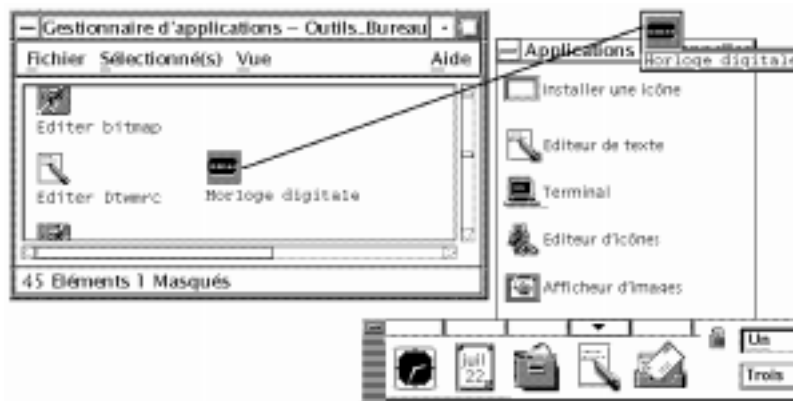 Gestionnaire d'applications - Outils_Bureau
Fichier Sélectionné(s) Vue Aide
Editer bitmap
Editer Dtwmrc
Horloge digitale
45 Eléments 1 Masqués
Applications
Horloge digitale
Installer une icône
Editeur de texte
Terminal
Editeur d'icônes
Afficheur d'images
juil
22
Un
Trois